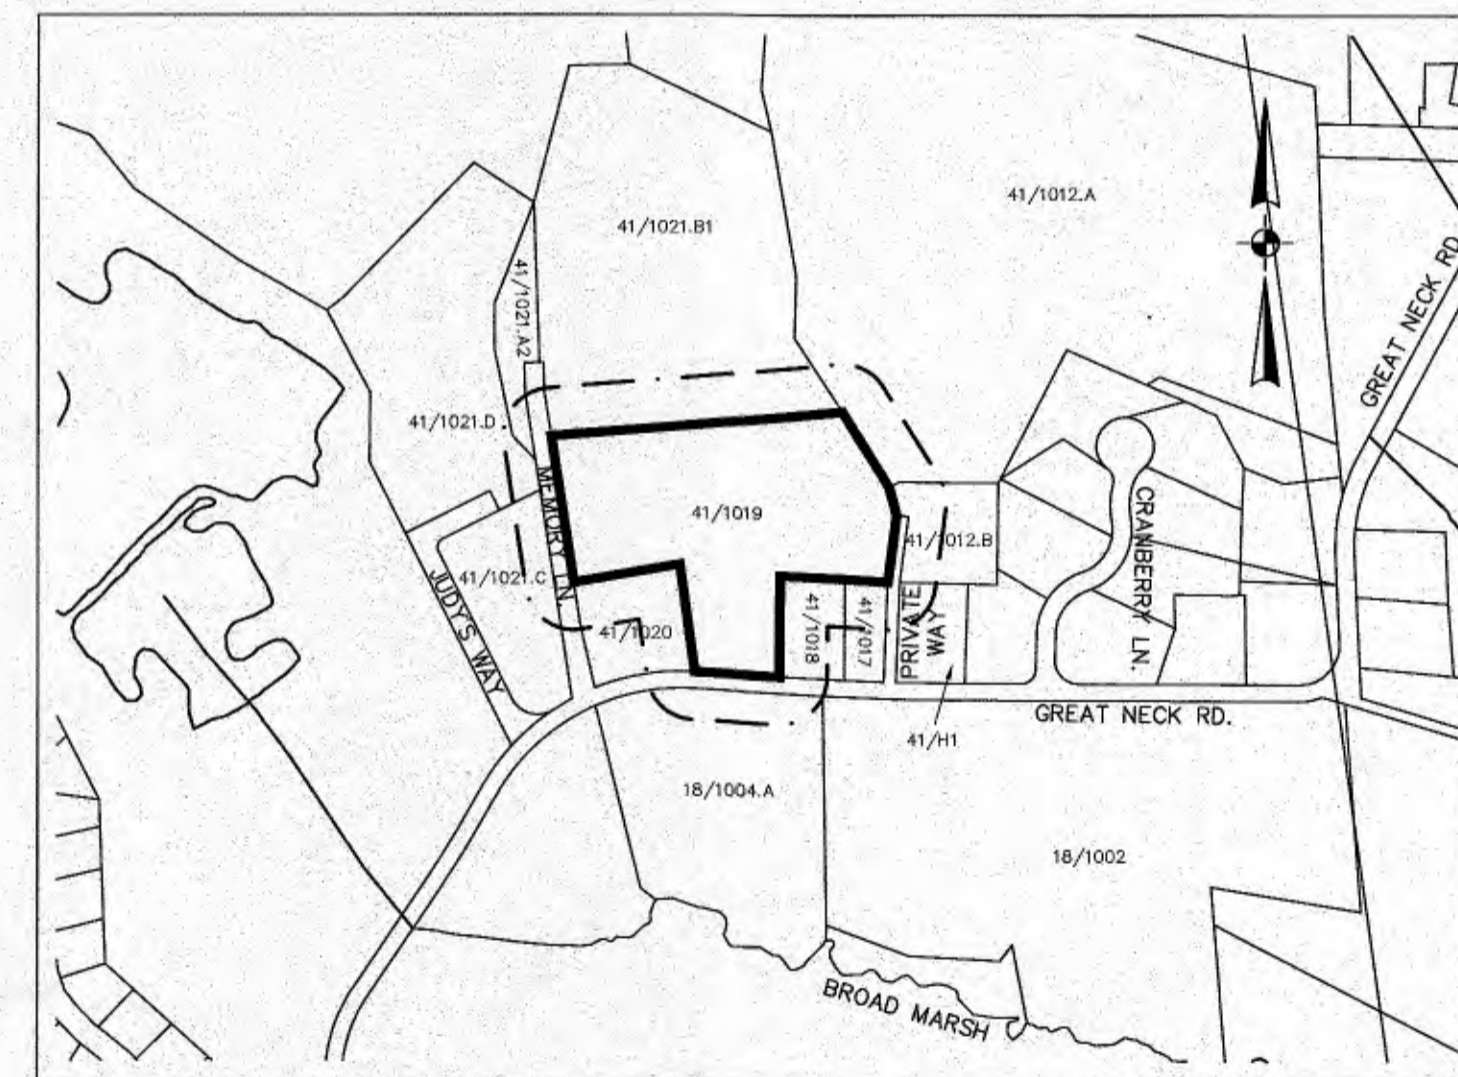 41/1012.A
41/1021.B1
41/1021.A2
GREAT NECK RD.
41/1021.D
MEMORY LN.
41/1019
41/1012.B
CRANBERRY LN.
41/1021.C
JUDY'S WAY
41/1020
41/1018
41/1017
PRIVATE
WAY
GREAT NECK RD.
41/H1
18/1004.A
18/1002
BROAD MARSH